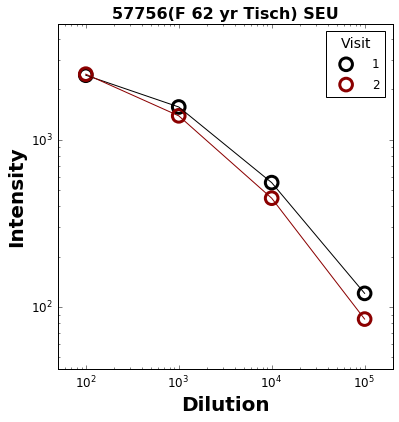 57756(F 62 yr Tisch) SEU
Visit
1
2
10³
10²
Intensity
10² 10³ 10⁴ 10⁵
Dilution